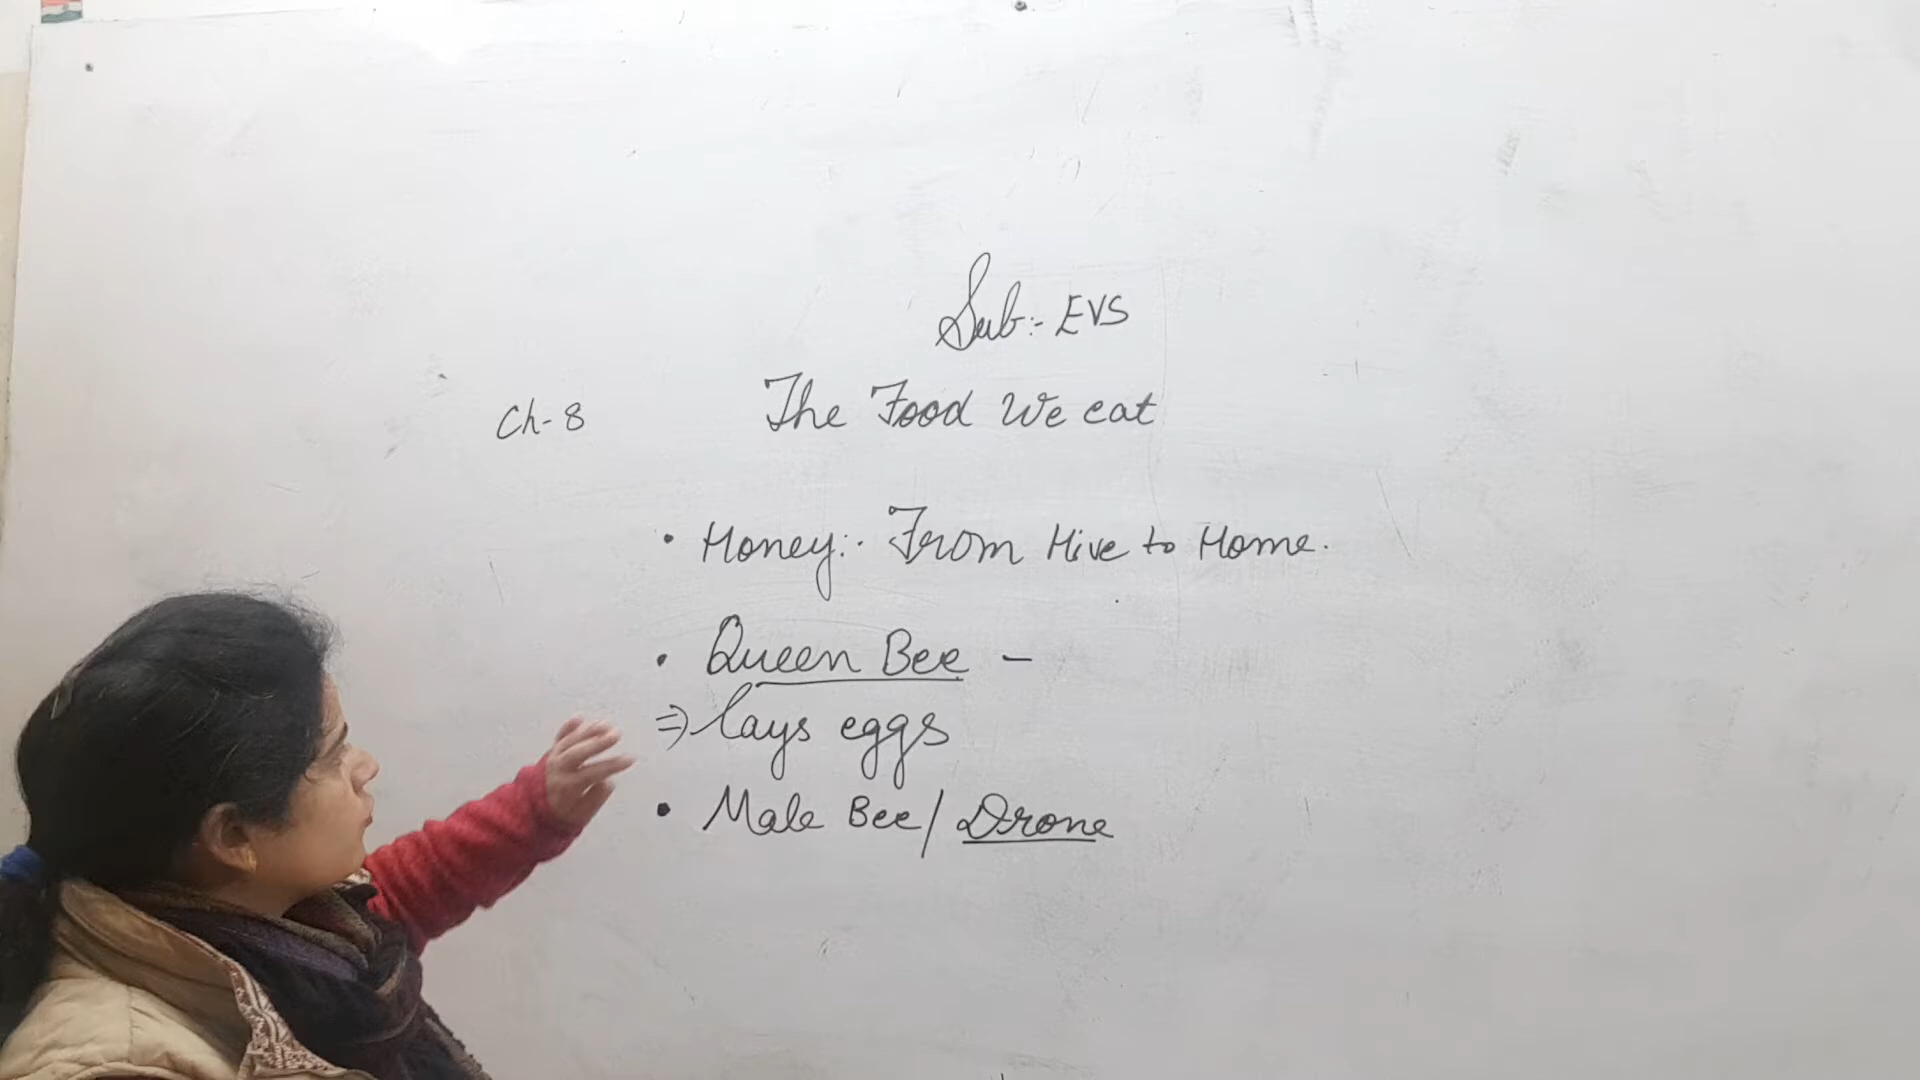 Sub:- EVS
Ch-8 The Food We eat
• Honey:- From Hive to Home.
• Queen Bee -
⇒ lays eggs
• Male Bee/ Drone